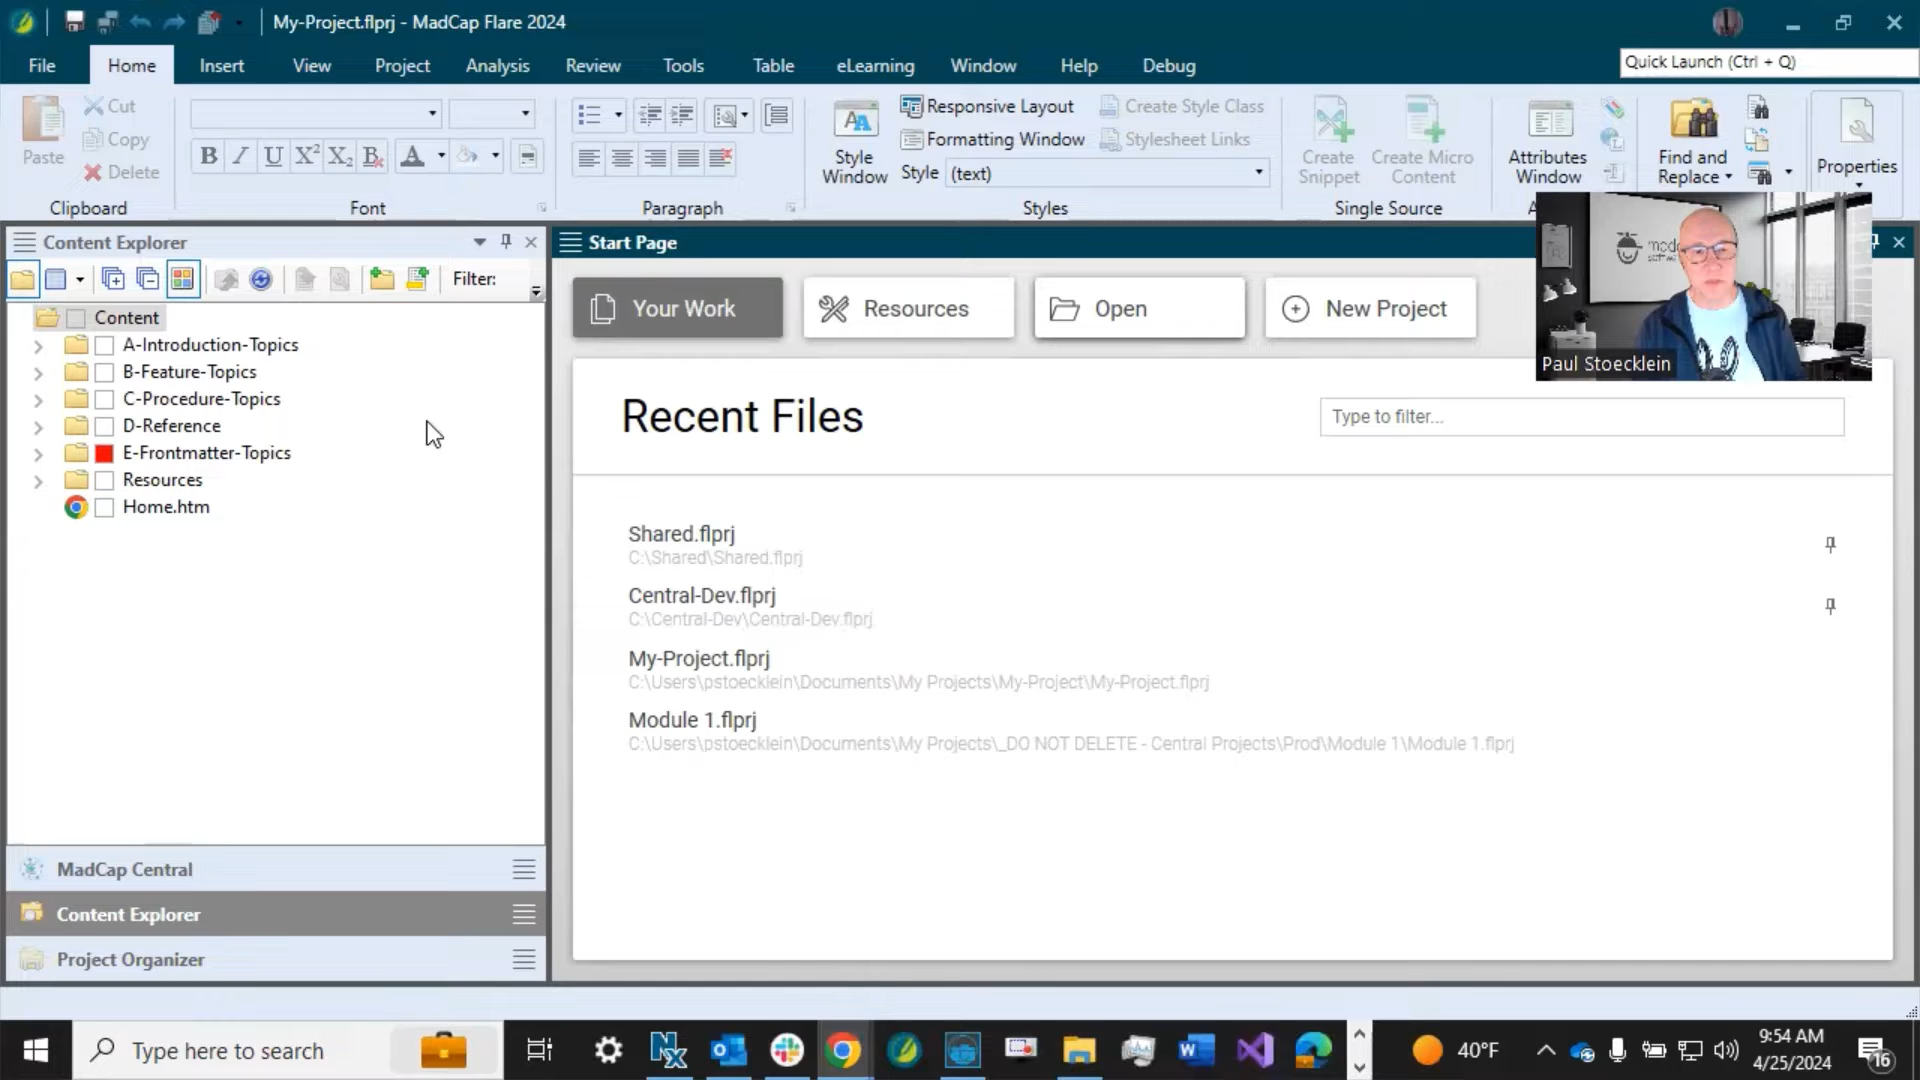 My-Project.flprj - MadCap Flare 2024
File Home Insert View Project Analysis Review Tools Table eLearning Window Help Debug
Quick Launch (Ctrl + Q)
Paste
Cut
Copy
Delete
Clipboard
B I U X² X₂ B A
Font
Paragraph
Style Window
Responsive Layout
Formatting Window
Create Style Class
Stylesheet Links
Style (text)
Styles
Create Snippet
Create Micro Content
Single Source
Attributes Window
Find and Replace
Properties
Content Explorer
Filter:
Content
A-Introduction-Topics
B-Feature-Topics
C-Procedure-Topics
D-Reference
E-Frontmatter-Topics
Resources
Home.htm
MadCap Central
Content Explorer
Project Organizer
Start Page
Your Work
Resources
Open
New Project
Paul Stoecklein
Recent Files
Type to filter...
Shared.flprj
C:\Shared\Shared.flprj
Central-Dev.flprj
C:\Central-Dev\Central-Dev.flprj
My-Project.flprj
C:\Users\pstoecklein\Documents\My Projects\My-Project\My-Project.flprj
Module 1.flprj
C:\Users\pstoecklein\Documents\My Projects\_DO NOT DELETE - Central Projects\Prod\Module 1\Module 1.flprj
Type here to search
40°F
9:54 AM
4/25/2024
16